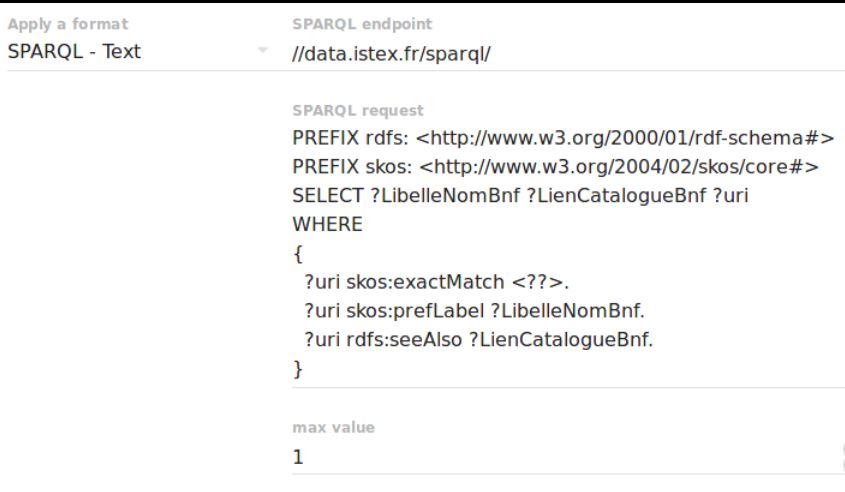 Apply a format
SPARQL - Text
SPARQL endpoint
//data.istex.fr/sparql/
SPARQL request
PREFIX rdfs: <http://www.w3.org/2000/01/rdf-schema#>
PREFIX skos: <http://www.w3.org/2004/02/skos/core#>
SELECT ?LibelleNomBnf ?LienCatalogueBnf ?uri
WHERE
{
?uri skos:exactMatch <??>.
?uri skos:prefLabel ?LibelleNomBnf.
?uri rdfs:seeAlso ?LienCatalogueBnf.
}
max value
1